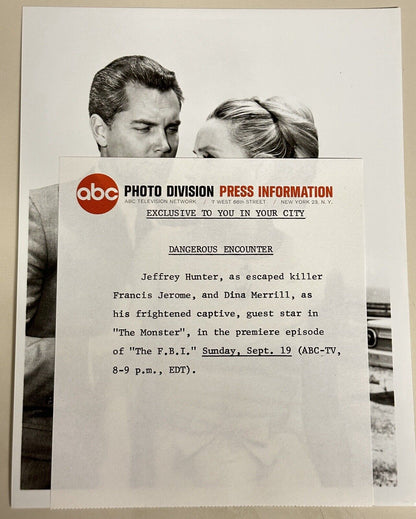 abc PHOTO DIVISION PRESS INFORMATION
ABC TELEVISION NETWORK / 7 WEST 66th STREET / NEW YORK 23, N. Y.
EXCLUSIVE TO YOU IN YOUR CITY
DANGEROUS ENCOUNTER
Jeffrey Hunter, as escaped killer
Francis Jerome, and Dina Merrill, as
his frightened captive, guest star in
"The Monster", in the premiere episode
of "The F.B.I." Sunday, Sept. 19 (ABC-TV,
8-9 p.m., EDT).